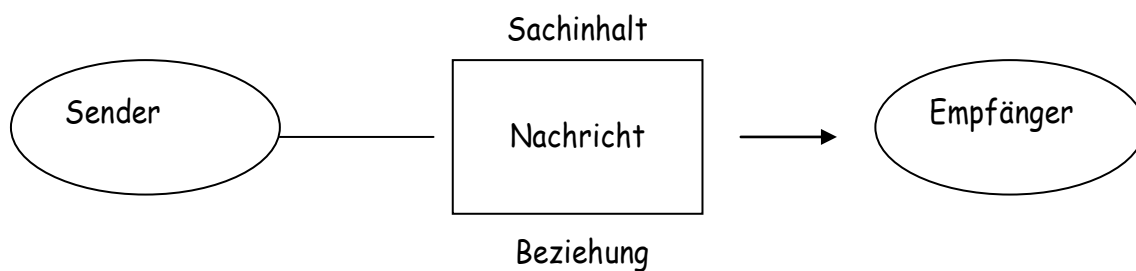 Sachinhalt
Sender
Nachricht
Empfänger
Beziehung